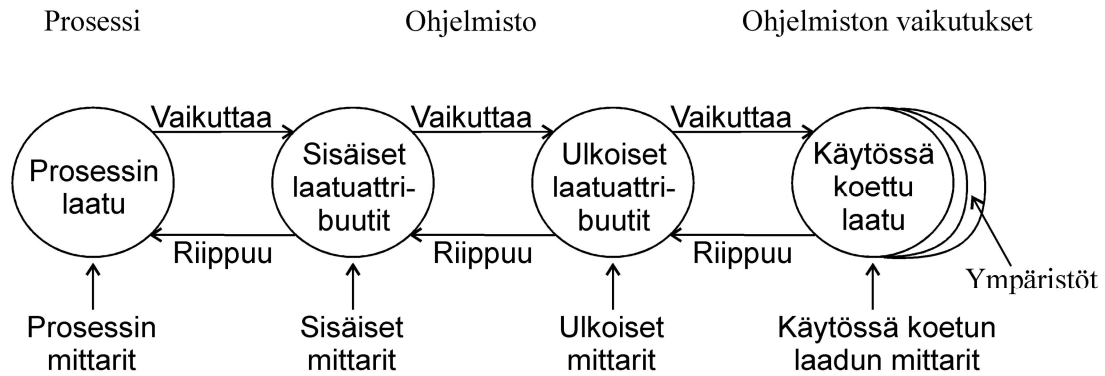 Prosessi
Ohjelmisto
Ohjelmiston vaikutukset
Vaikuttaa
Vaikuttaa
Vaikuttaa
Prosessin
laatu
Sisäiset
laatuattri-
buutit
Ulkoiset
laatuattri-
buutit
Käytössä
koettu
laatu
Riippuu
Riippuu
Riippuu
Ympäristöt
Prosessin
mittarit
Sisäiset
mittarit
Ulkoiset
mittarit
Käytössä koetun
laadun mittarit